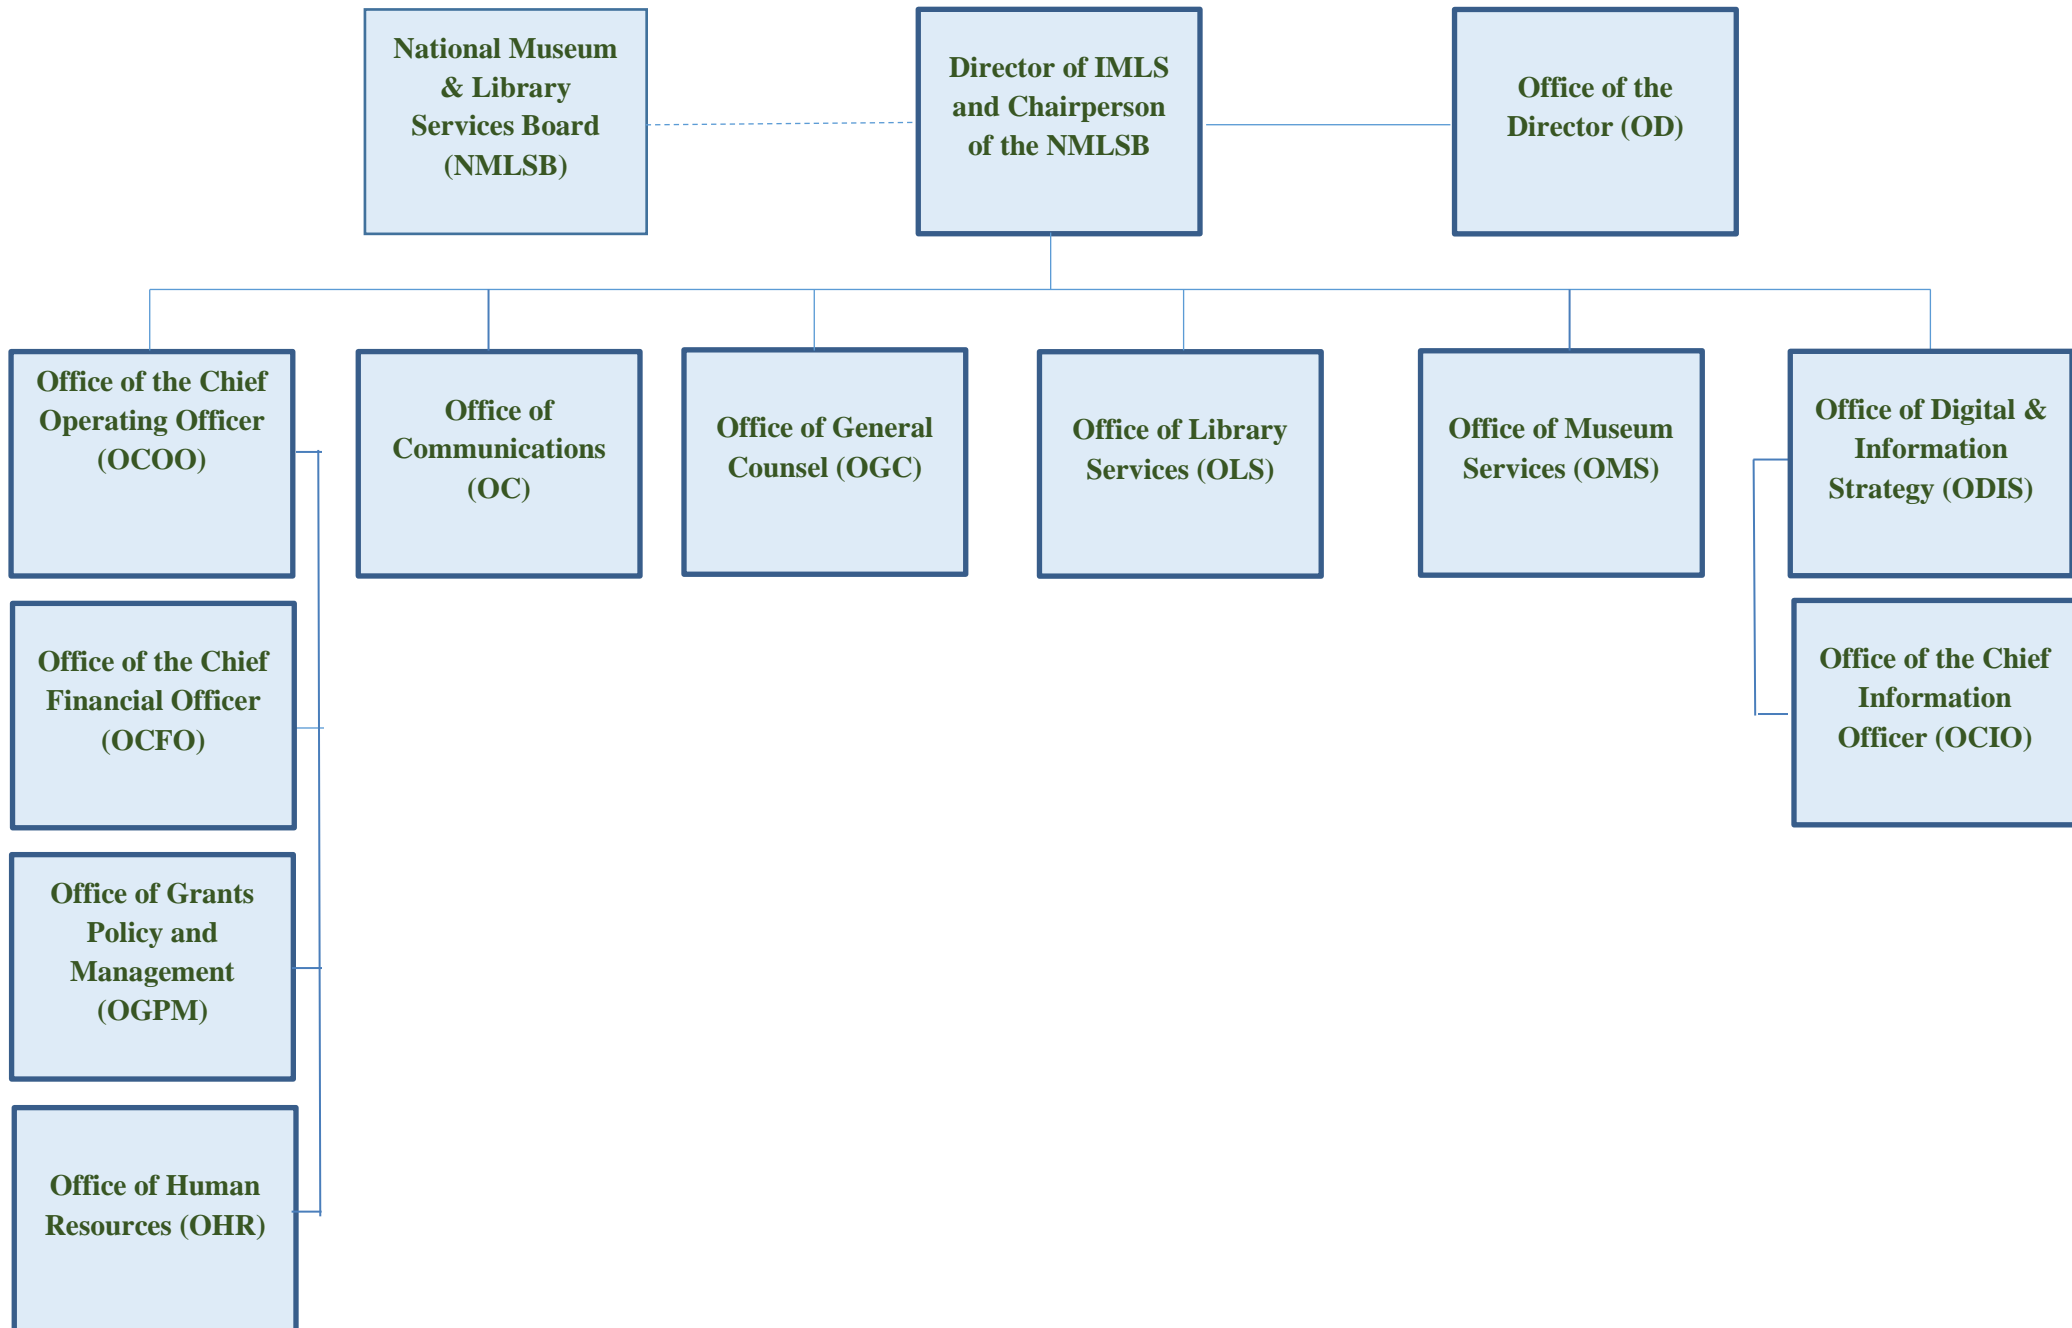 National Museum
& Library
Services Board
(NMLSB)
Director of IMLS
and Chairperson
of the NMLSB
Office of the
Director (OD)
Office of the Chief
Operating Officer
(OCOO)
Office of
Communications
(OC)
Office of General
Counsel (OGC)
Office of Library
Services (OLS)
Office of Museum
Services (OMS)
Office of Digital &
Information
Strategy (ODIS)
Office of the Chief
Financial Officer
(OCFO)
Office of the Chief
Information
Officer (OCIO)
Office of Grants
Policy and
Management
(OGPM)
Office of Human
Resources (OHR)